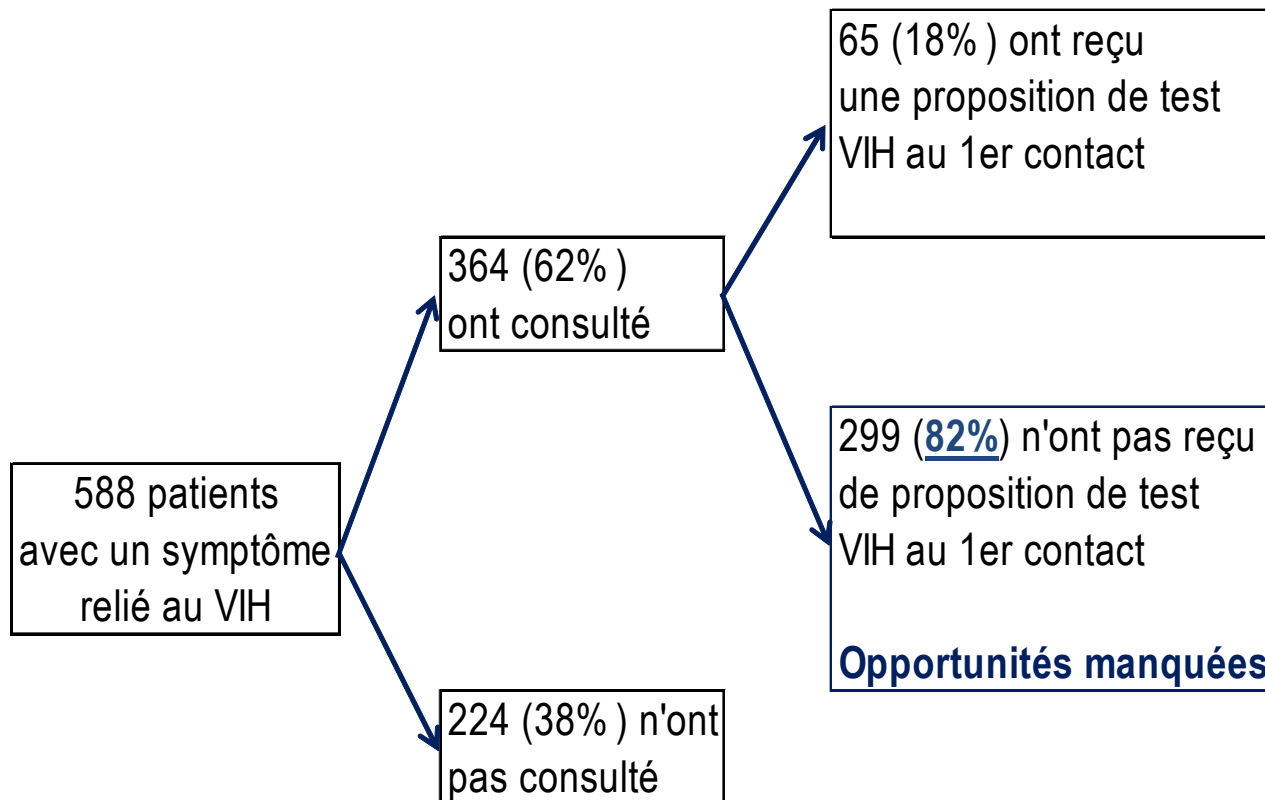 65 (18% ) ont reçu
une proposition de test
VIH au 1er contact
364 (62% )
ont consulté
299 (82%) n'ont pas reçu
de proposition de test
VIH au 1er contact
Opportunités manquées
588 patients
avec un symptôme
relié au VIH
224 (38% ) n'ont
pas consulté